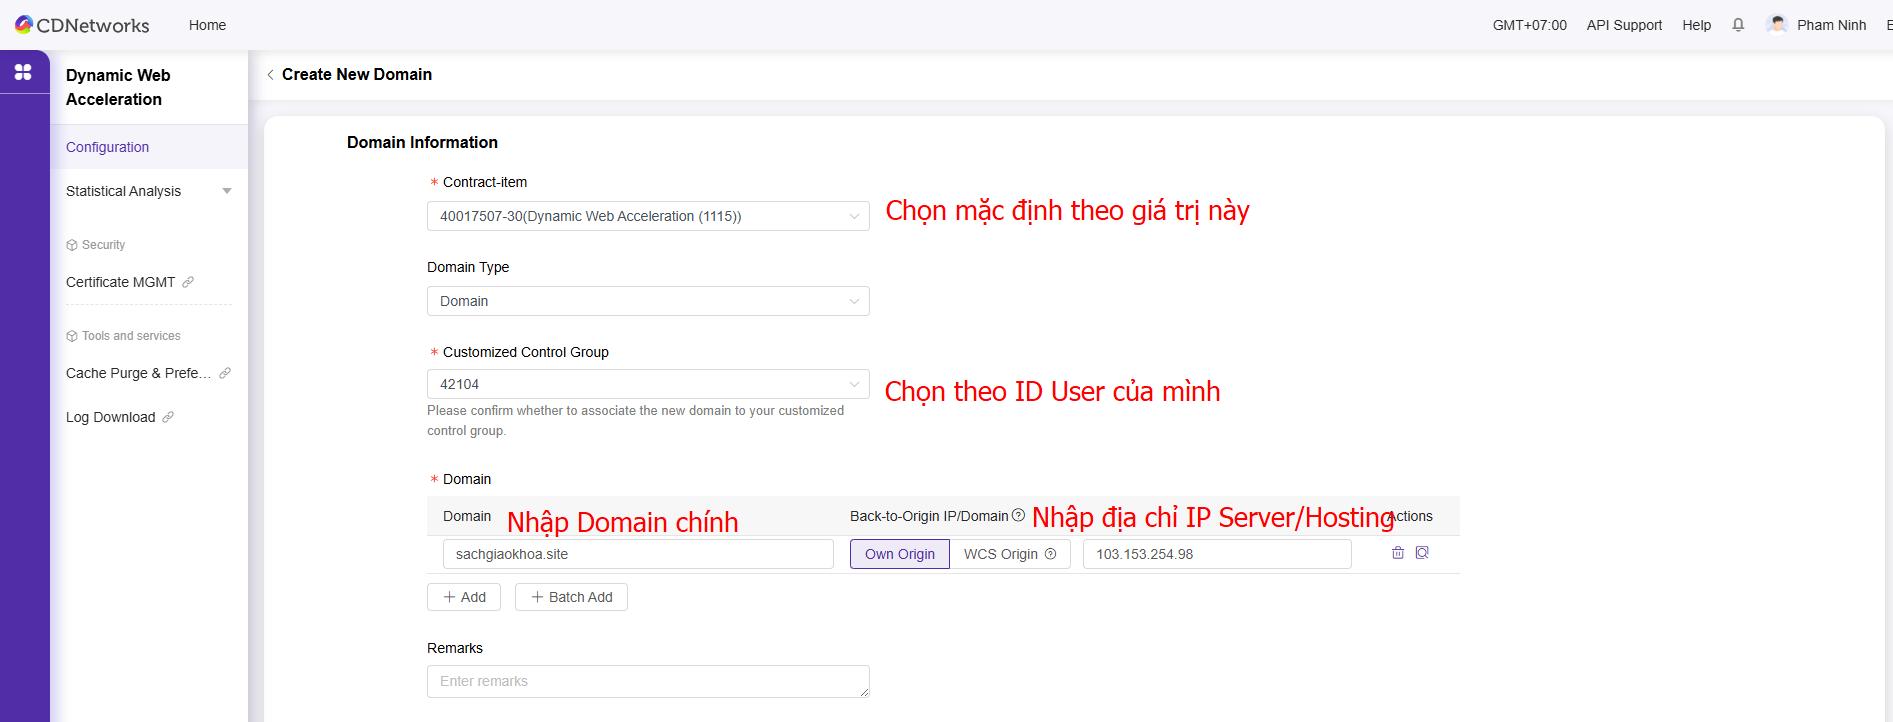 CDNetworks
Home
GMT+07:00
API Support
Help
Pham Ninh
Dynamic Web
Acceleration
Configuration
Statistical Analysis
Security
Certificate MGMT
Tools and services
Cache Purge & Prefe...
Log Download
Create New Domain
Domain Information
* Contract-item
40017507-30(Dynamic Web Acceleration (1115))
Chọn mặc định theo giá trị này
Domain Type
Domain
* Customized Control Group
42104
Chọn theo ID User của mình
Please confirm whether to associate the new domain to your customized
control group.
* Domain
Domain
Nhập Domain chính
Back-to-Origin IP/Domain
Nhập địa chỉ IP Server/Hosting
Actions
sachgiaokhoa.site
Own Origin
WCS Origin
103.153.254.98
+ Add
+ Batch Add
Remarks
Enter remarks